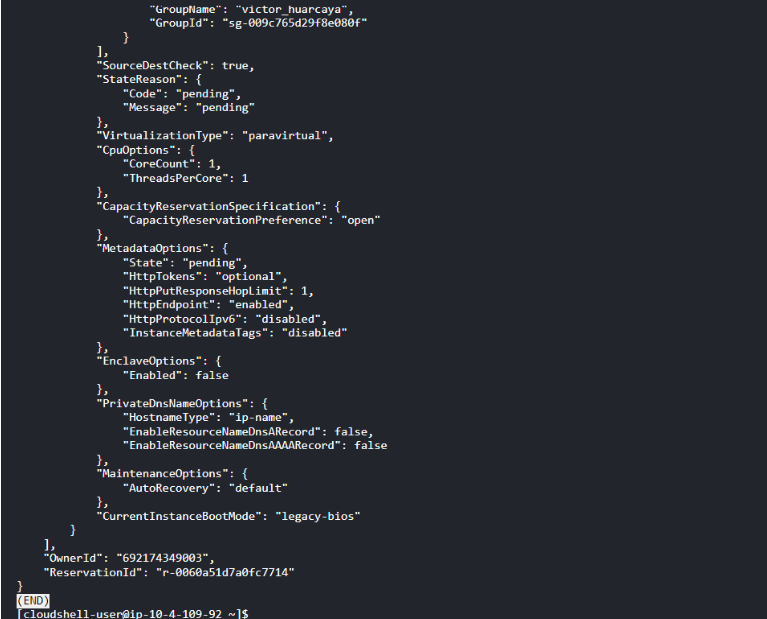 "GroupName": "victor_huarcaya",
"GroupId": "sg-009c765d29f8e080f"
}
],
"SourceDestCheck": true,
"StateReason": {
"Code": "pending",
"Message": "pending"
},
"VirtualizationType": "paravirtual",
"CpuOptions": {
"CoreCount": 1,
"ThreadsPerCore": 1
},
"CapacityReservationSpecification": {
"CapacityReservationPreference": "open"
},
"MetadataOptions": {
"State": "pending",
"HttpTokens": "optional",
"HttpPutResponseHopLimit": 1,
"HttpEndpoint": "enabled",
"HttpProtocolIpv6": "disabled",
"InstanceMetadataTags": "disabled"
},
"EnclaveOptions": {
"Enabled": false
},
"PrivateDnsNameOptions": {
"HostnameType": "ip-name",
"EnableResourceNameDnsARecord": false,
"EnableResourceNameDnsAAAARecord": false
},
"MaintenanceOptions": {
"AutoRecovery": "default"
},
"CurrentInstanceBootMode": "legacy-bios"
}
],
"OwnerId": "692174349003",
"ReservationId": "r-0060a51d7a0fc7714"
}
(END)
[cloudshell-user@ip-10-4-109-92 ~]$